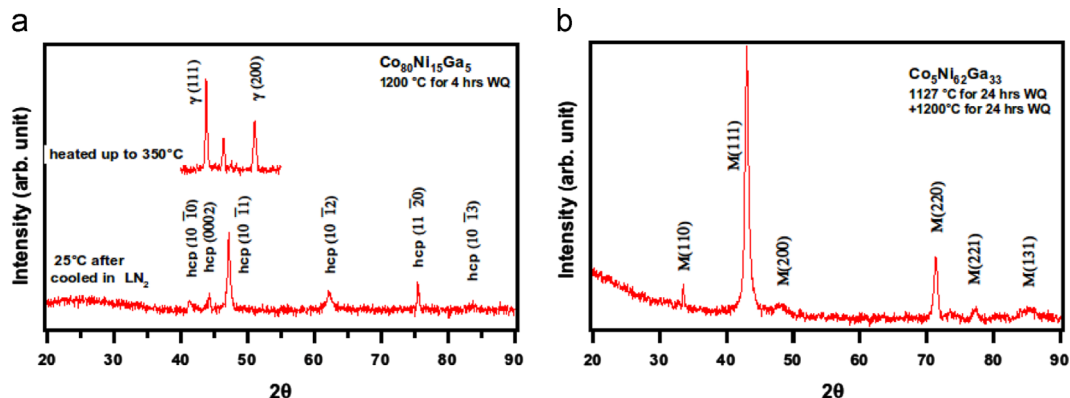 a
Intensity (arb. unit)
Co80Ni15Ga5
1200 °C for 4 hrs WQ
γ (111)
γ (200)
heated up to 350°C
25°C after
cooled in LN2
hcp (10 1̅0)
hcp (0002)
hcp (10 1̅1)
hcp (10 1̅2)
hcp (11 2̅0)
hcp (10 1̅3)
20 30 40 50 60 70 80 90
2θ
b
Intensity (arb. unit)
Co5Ni62Ga33
1127 °C for 24 hrs WQ
+1200°C for 24 hrs WQ
M(110)
M(111)
M(200)
M(220)
M(221)
M(131)
20 30 40 50 60 70 80 90
2θ